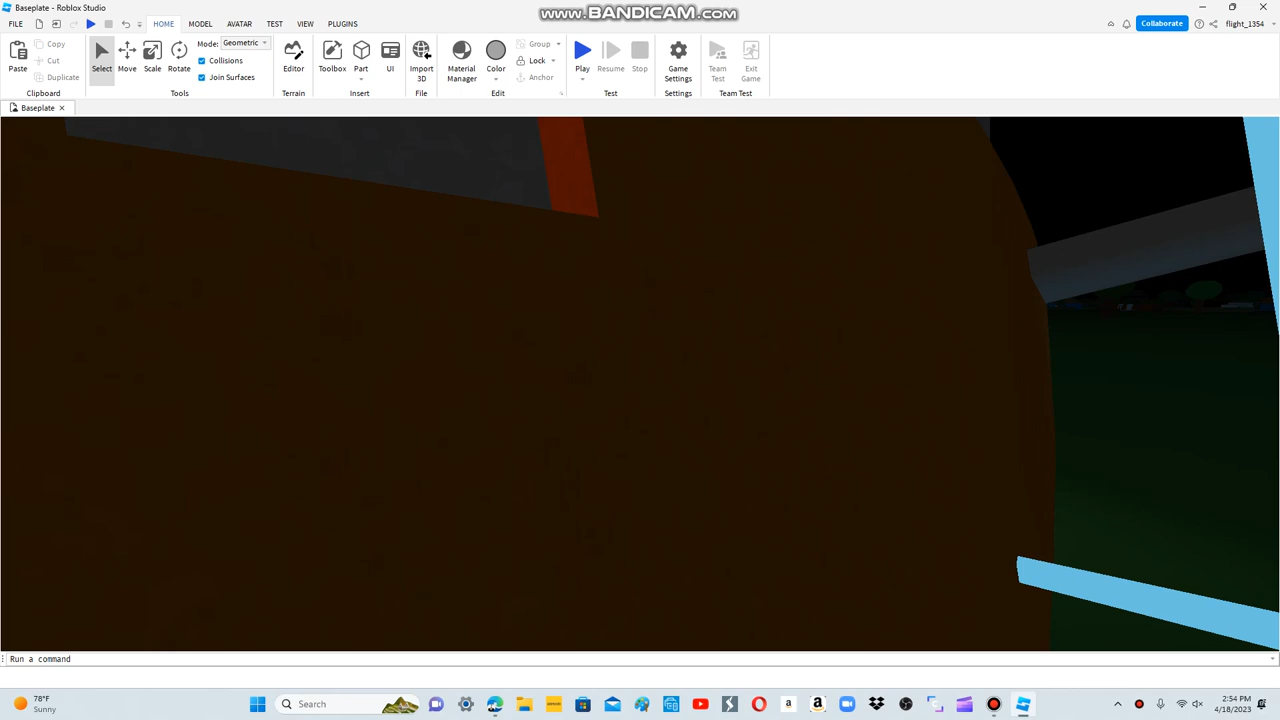 Baseplate - Roblox Studio
www.BANDICAM.com
FILE HOME MODEL AVATAR TEST VIEW PLUGINS
Collaborate flight_1354
Paste Copy Cut Duplicate Clipboard
Select Move Scale Rotate Mode: Geometric Collisions Join Surfaces Tools
Editor Terrain
Toolbox Part UI Insert
Import 3D File
Material Manager Color Group Lock Anchor Edit
Play Resume Stop Test
Game Settings Settings
Team Test Exit Game Team Test
Baseplate
Run a command
78°F
Sunny
Search
2:54 PM
4/18/2023